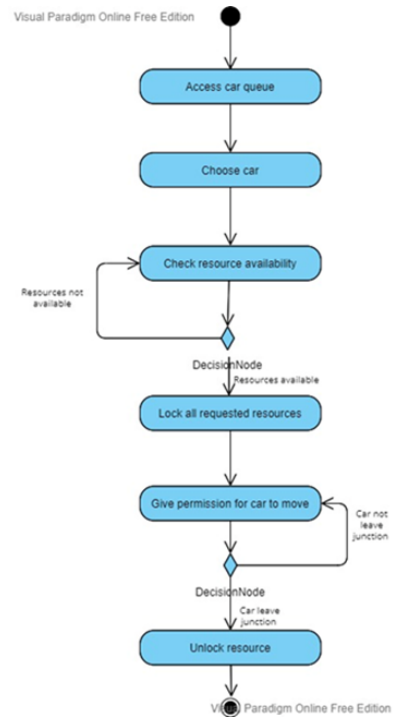 Visual Paradigm Online Free Edition
Access car queue
Choose car
Check resource availability
Resources not
available
DecisionNode
Resources available
Lock all requested resources
Give permission for car to move
Car not
leave
junction
DecisionNode
Car leave
junction
Unlock resource
Visual Paradigm Online Free Edition